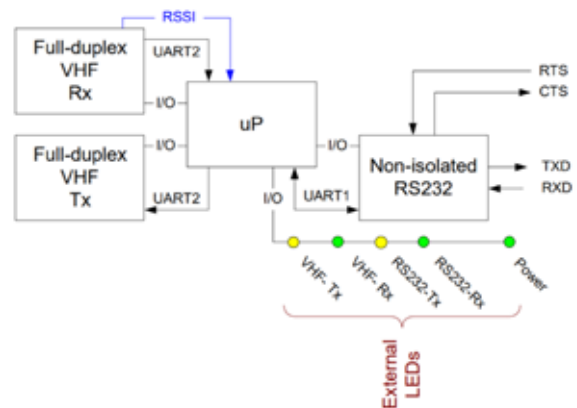 RSSI
Full-duplex
VHF
Rx
UART2
I/O
RTS
CTS
uP
I/O
Full-duplex
VHF
Tx
I/O
Non-isolated
RS232
TXD
RXD
UART2
I/O
UART1
VHF- Tx
VHF- Rx
RS232-Tx
RS232-Rx
Power
External
LEDs